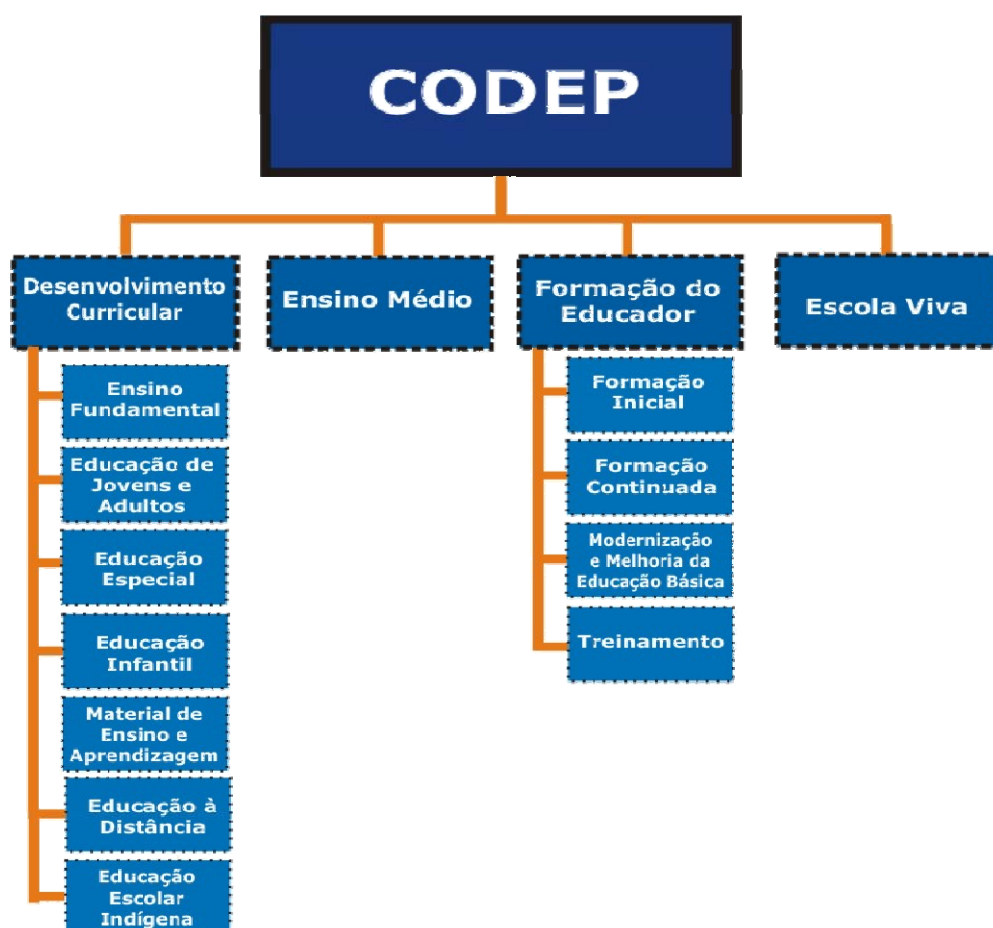 CODEP
Desenvolvimento
Curricular
Ensino Médio
Formação do
Educador
Escola Viva
Ensino
Fundamental
Educação de
Jovens e
Adultos
Educação
Especial
Educação
Infantil
Material de
Ensino e
Aprendizagem
Educação à
Distância
Educação
Escolar
Indígena
Formação
Inicial
Formação
Continuada
Modernização
e Melhoria da
Educação Básica
Treinamento